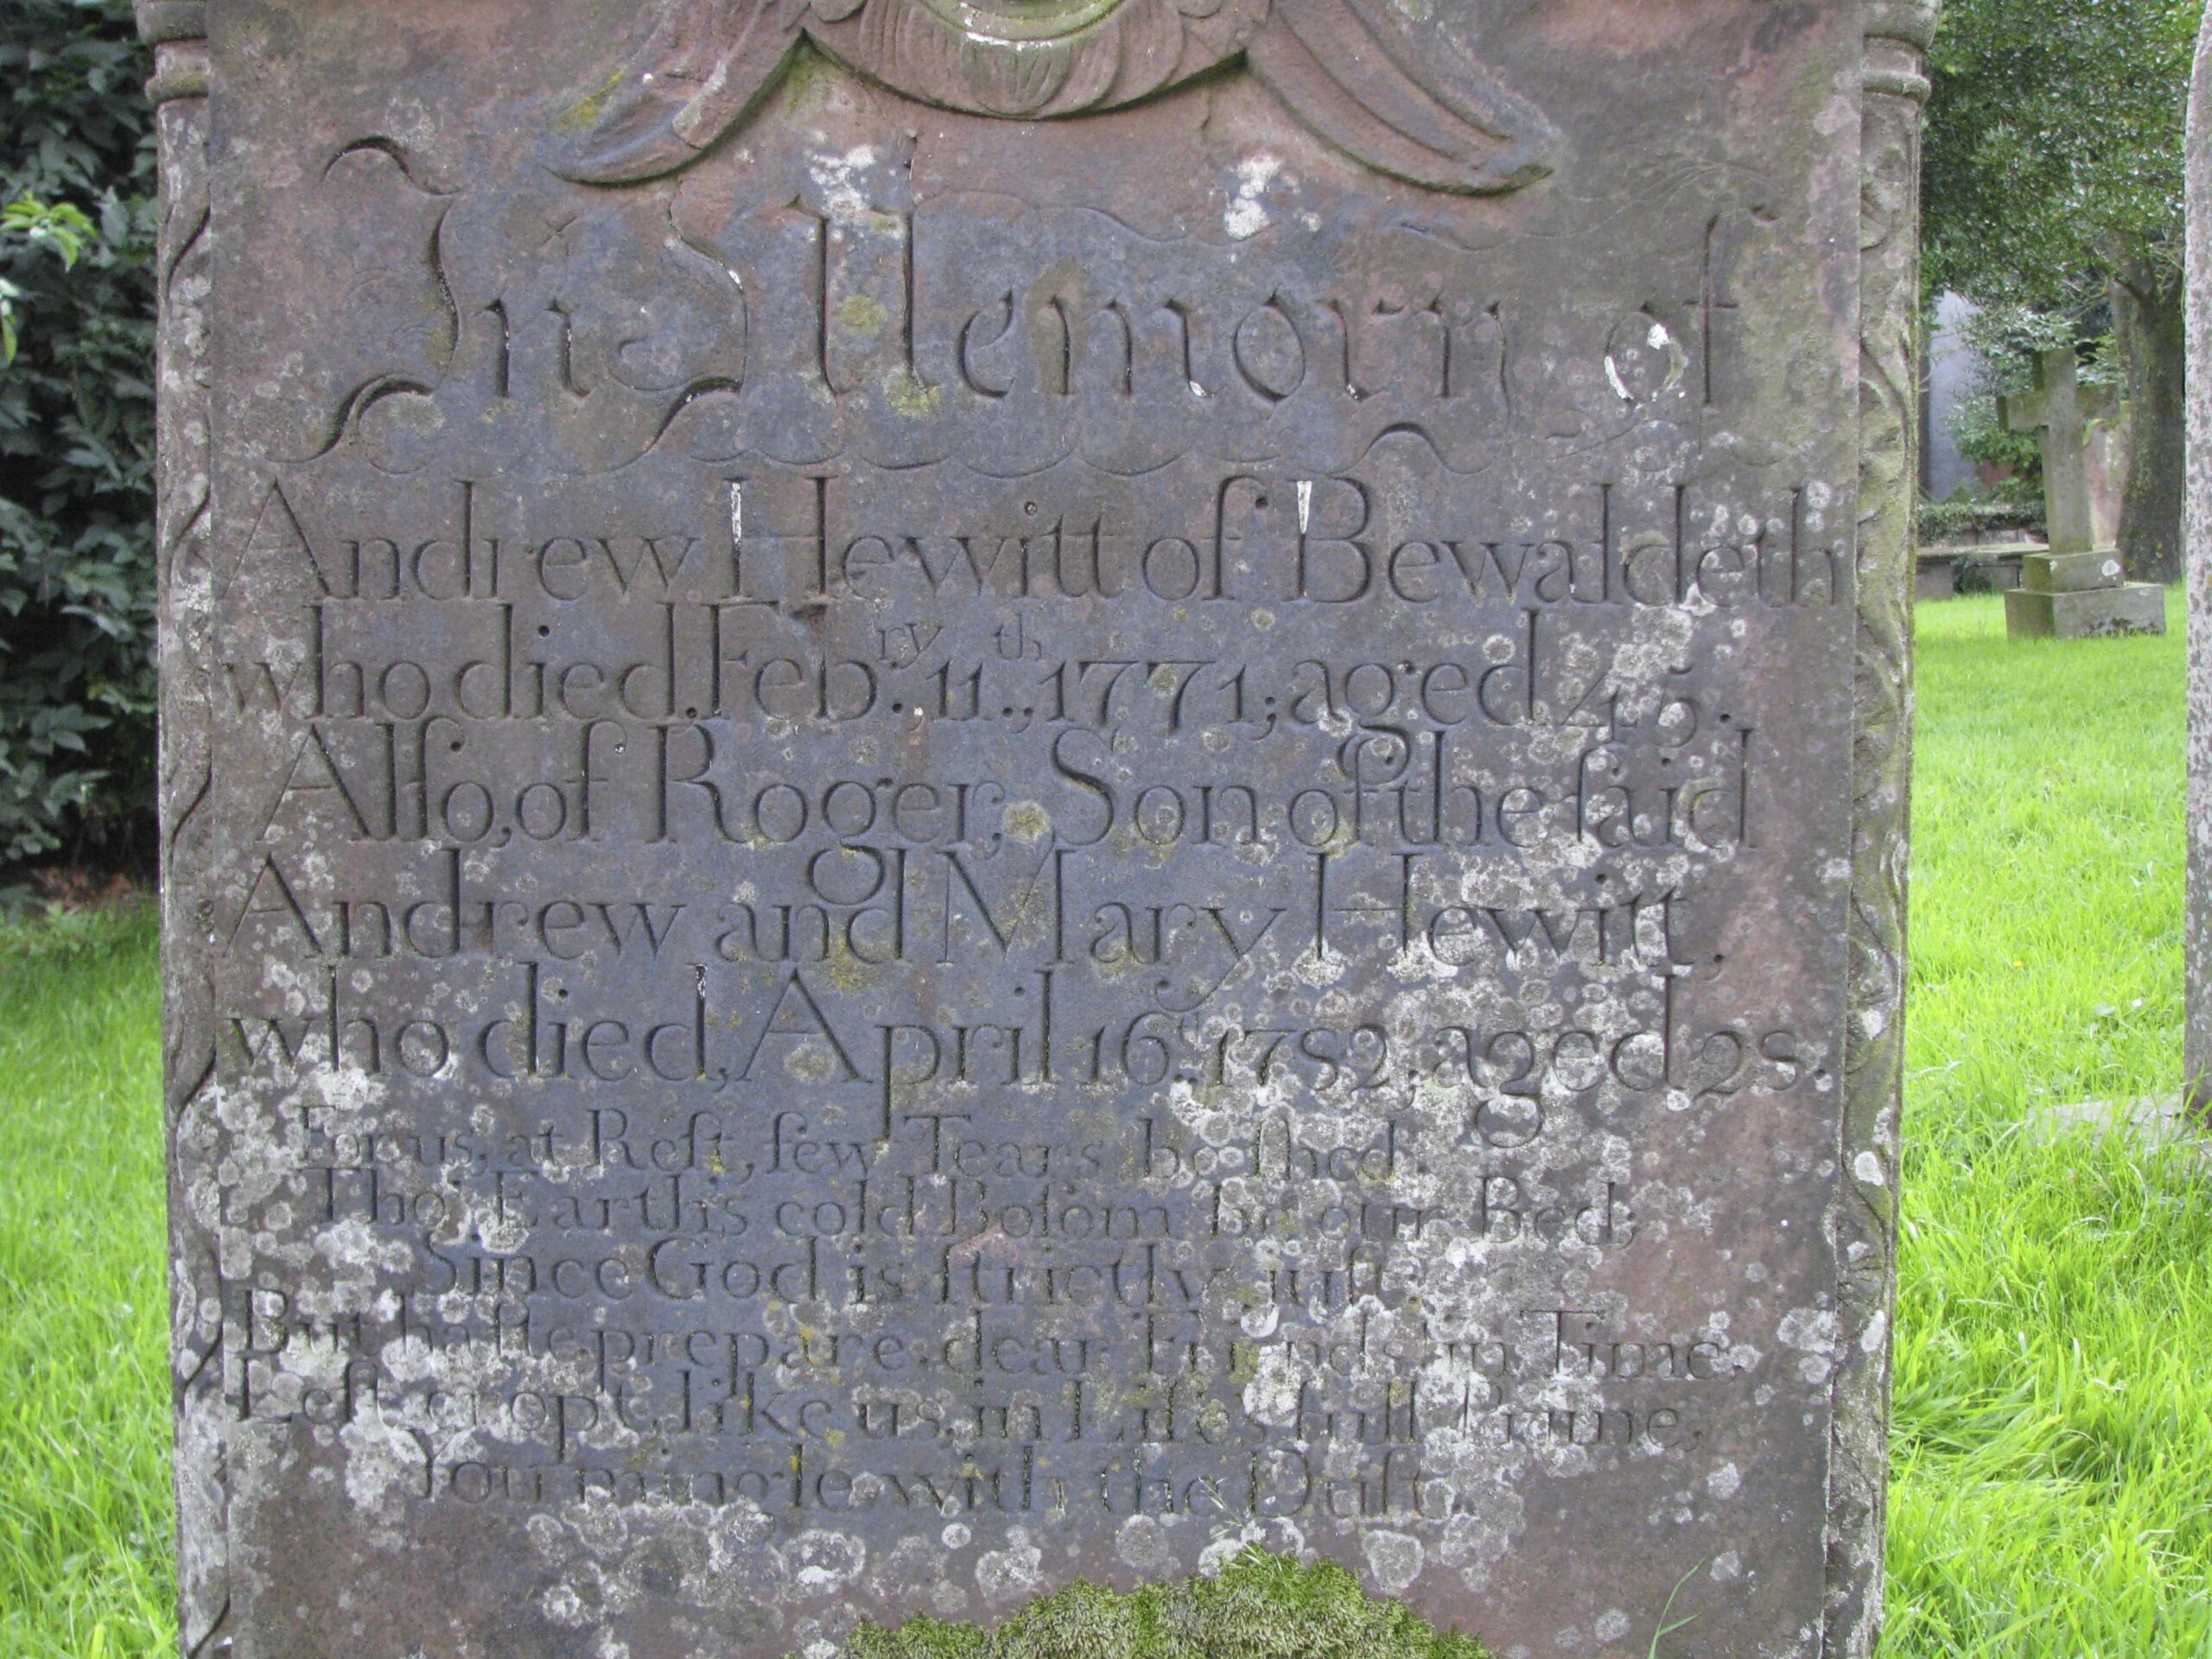 In Memory of
Andrew Hewitt of Bewaldeth
who died Feb.ry 11.th, 1771; aged 45.
Alſo, of Roger, Son of the ſaid
Andrew and Mary Hewitt,
who died, April 16th, 1782, aged 28.
For us, at Reſt, few Tears be ſhed,
Tho' Earth's cold Boſom be our Bed,
Since God is ſtrictly juſt
But haſte prepare dear Friends in Time
Leſt cropt like us in Life's full Prime,
You mingle with the Duſt.